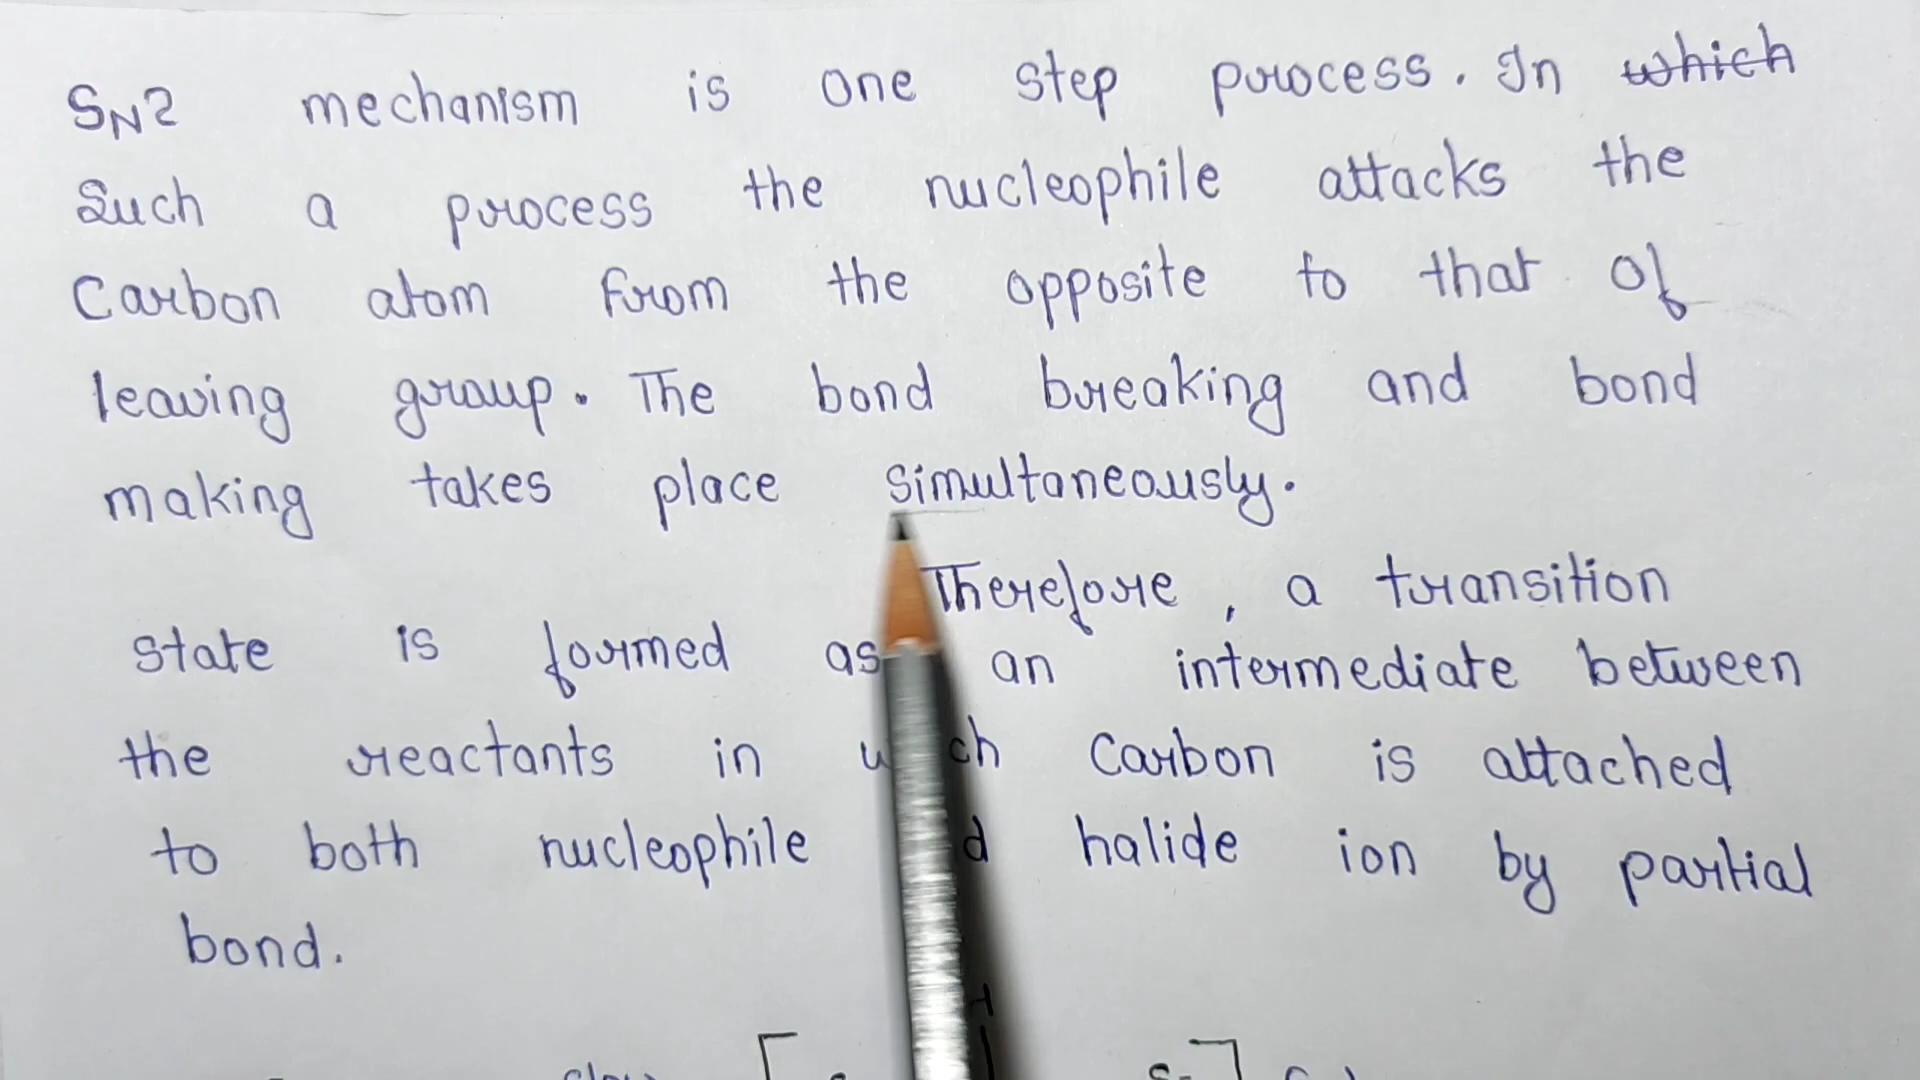 SN2 mechanism is one step process. In which
Such a process the nucleophile attacks the
Carbon atom from the opposite to that of
leaving group. The bond breaking and bond
making takes place simultaneously.
Therefore, a transition
state is formed as an intermediate between
the reactants in Carbon is attached
to both nucleophile halide ion by partial
bond.